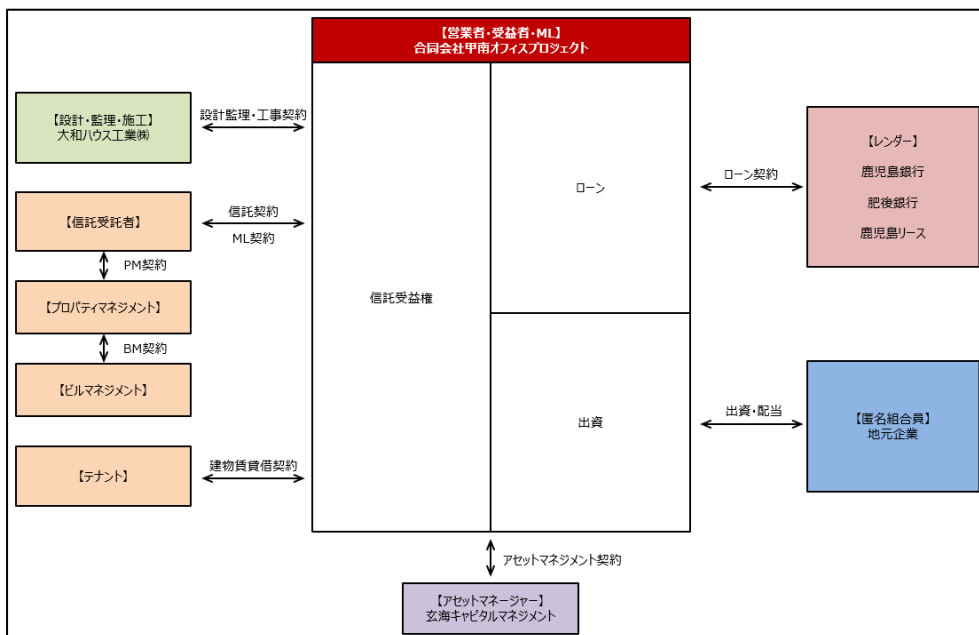 【営業者・受益者・ML】
合同会社甲南オフィスプロジェクト
【設計・監理・施工】
大和ハウス工業㈱
設計監理・工事契約
【信託受託者】
信託契約
ML契約
PM契約
【プロパティマネジメント】
BM契約
【ビルマネジメント】
【テナント】
建物賃貸借契約
信託受益権
ローン
出資
ローン契約
【レンダー】
鹿児島銀行
肥後銀行
鹿児島リース
出資・配当
【匿名組合員】
地元企業
アセットマネジメント契約
【アセットマネージャー】
玄海キャピタルマネジメント